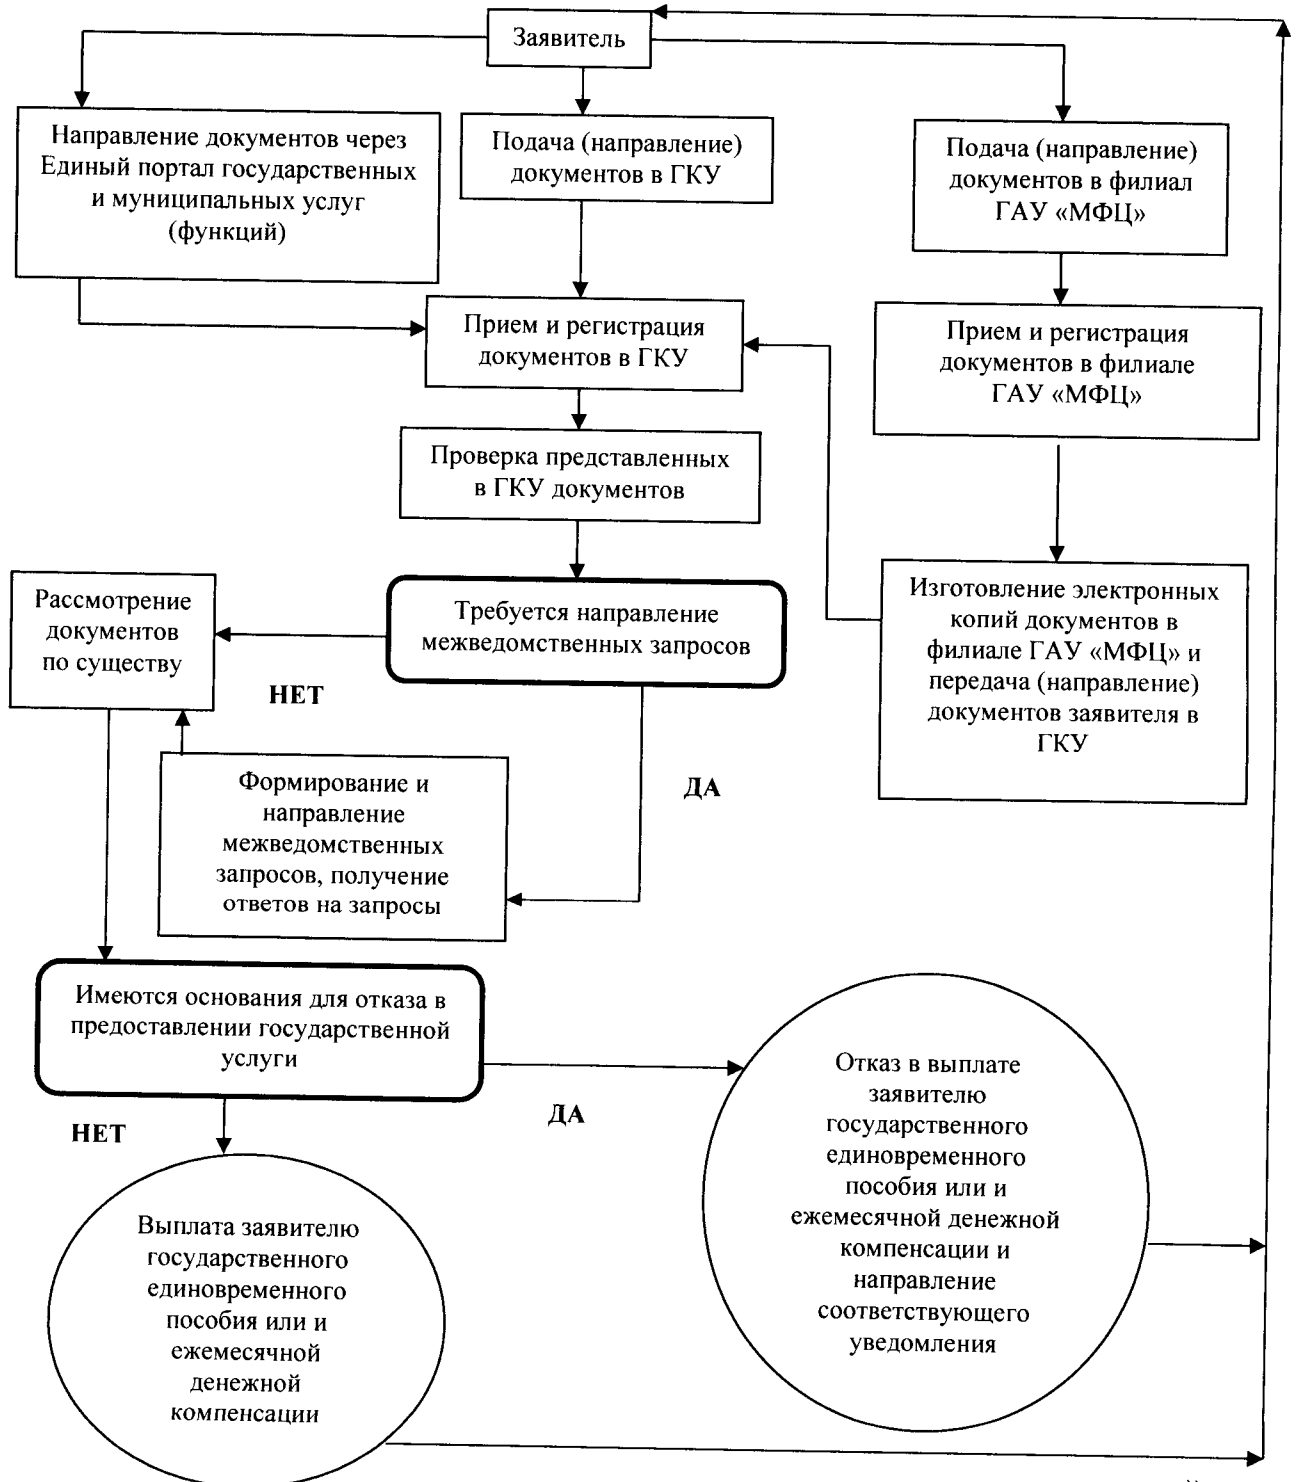 Заявитель
Направление документов через
Единый портал государственных
и муниципальных услуг
(функций)
Подача (направление)
документов в ГКУ
Подача (направление)
документов в филиал
ГАУ «МФЦ»
Прием и регистрация
документов в ГКУ
Прием и регистрация
документов в филиале
ГАУ «МФЦ»
Проверка представленных
в ГКУ документов
Рассмотрение
документов
по существу
Требуется направление
межведомственных запросов
Изготовление электронных
копий документов в
филиале ГАУ «МФЦ» и
передача (направление)
документов заявителя в
ГКУ
НЕТ
ДА
Формирование и
направление
межведомственных
запросов, получение
ответов на запросы
Имеются основания для отказа в
предоставлении государственной
услуги
ДА
НЕТ
Отказ в выплате
заявителю
государственного
единовременного
пособия или и
ежемесячной денежной
компенсации и
направление
соответствующего
уведомления
Выплата заявителю
государственного
единовременного
пособия или и
ежемесячной
денежной
компенсации